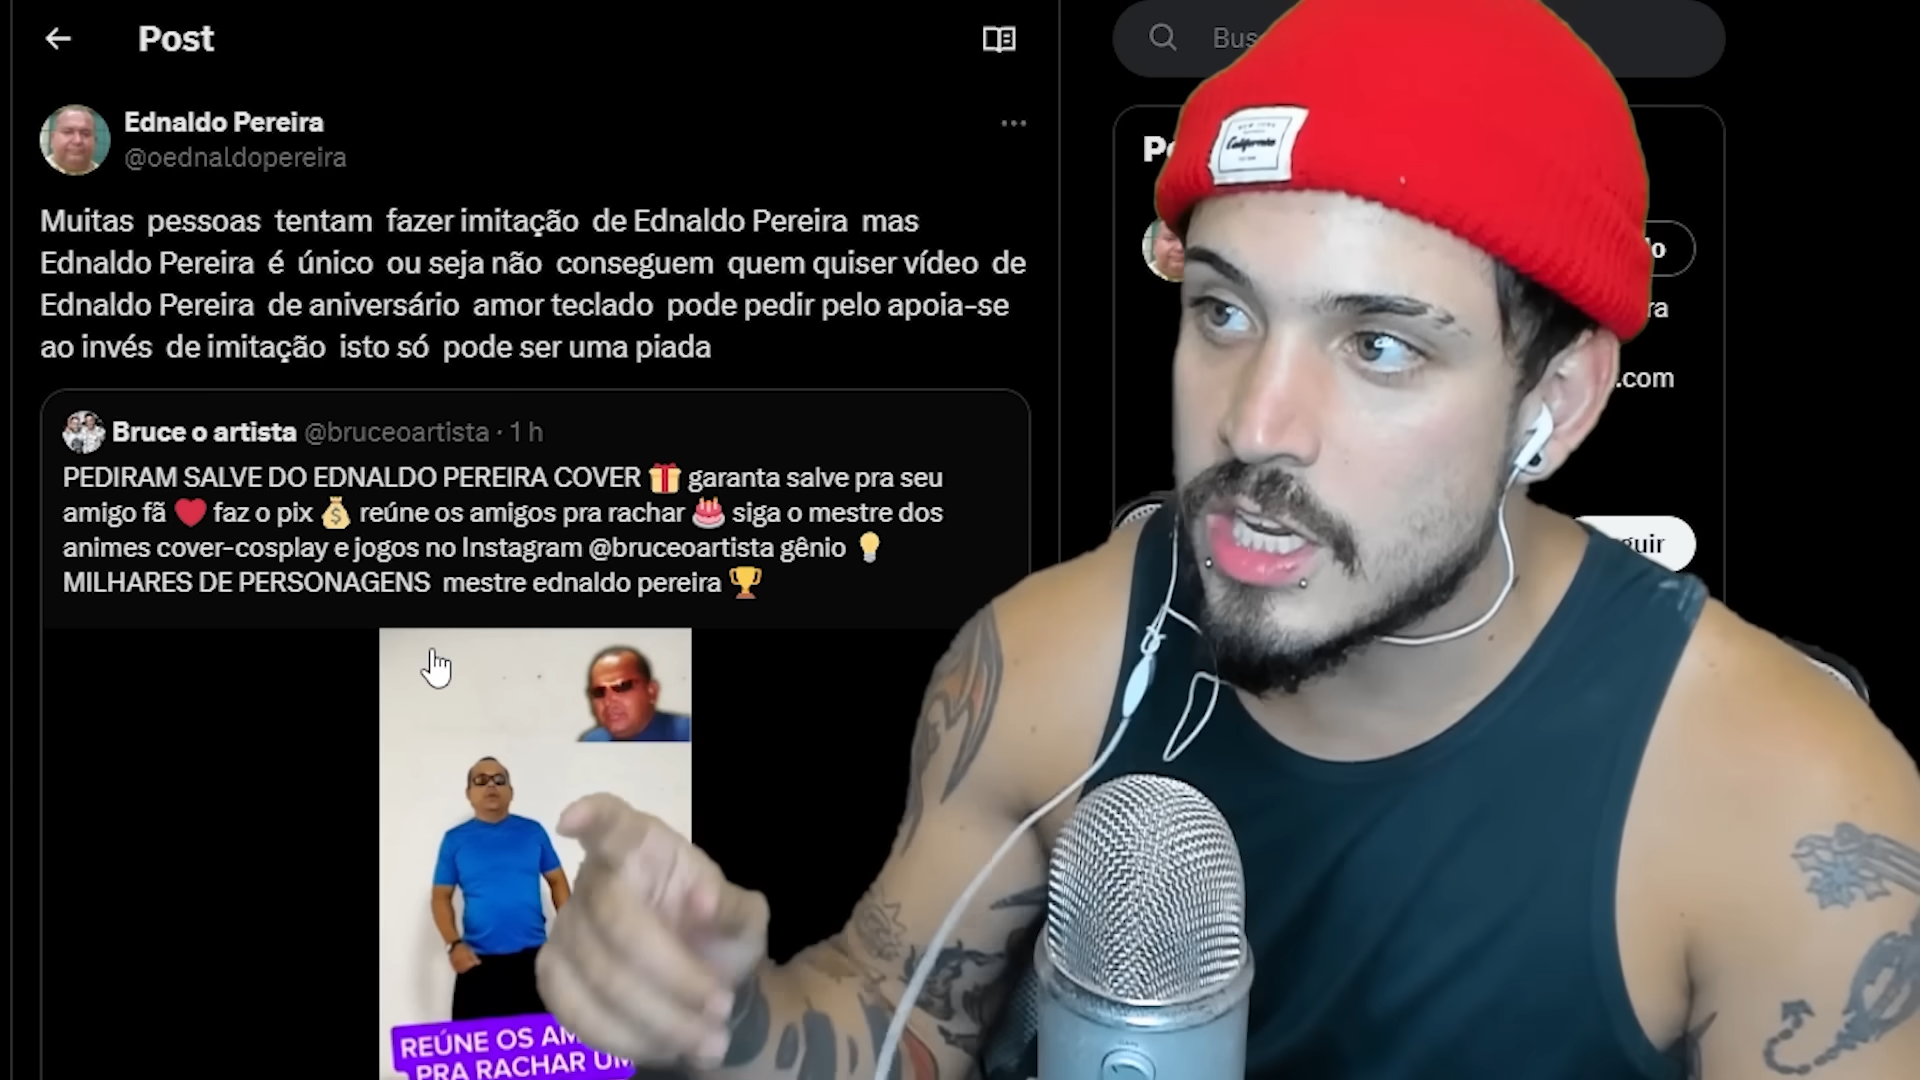 Post
Ednaldo Pereira
@oednaldopereira
Muitas pessoas tentam fazer imitação de Ednaldo Pereira mas
Ednaldo Pereira é único ou seja não conseguem quem quiser vídeo de
Ednaldo Pereira de aniversário amor teclado pode pedir pelo apoia-se
ao invés de imitação isto só pode ser uma piada
Bruce o artista @bruceoartista · 1 h
PEDIRAM SALVE DO EDNALDO PEREIRA COVER 🎁 garanta salve pra seu
amigo fã ❤️ faz o pix 💰 reúne os amigos pra rachar 🎂 siga o mestre dos
animes cover-cosplay e jogos no Instagram @bruceoartista gênio 💡
MILHARES DE PERSONAGENS mestre ednaldo pereira 🏆
REÚNE OS AM
PRA RACHAR UM
Bus
California
.com